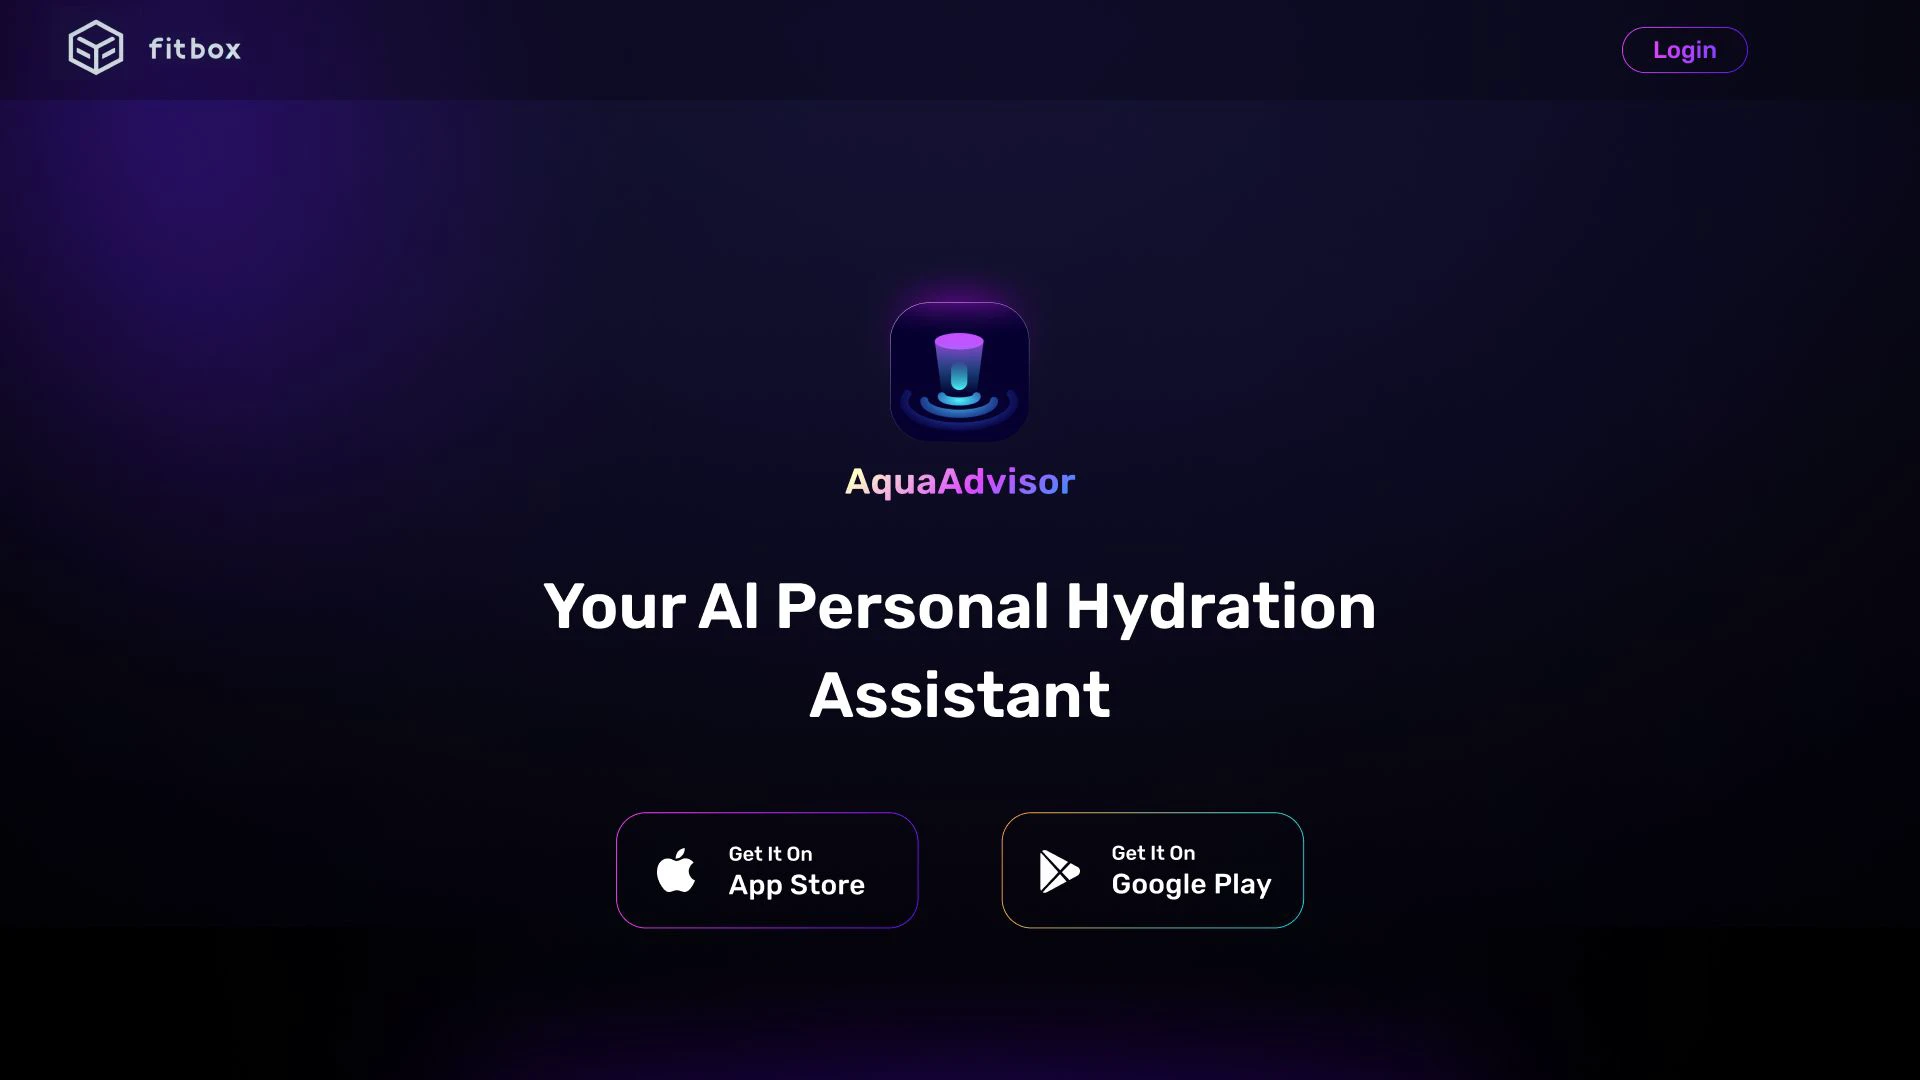 fitbox
Login
AquaAdvisor
Your AI Personal Hydration
Assistant
Get It On
App Store
Get It On
Google Play